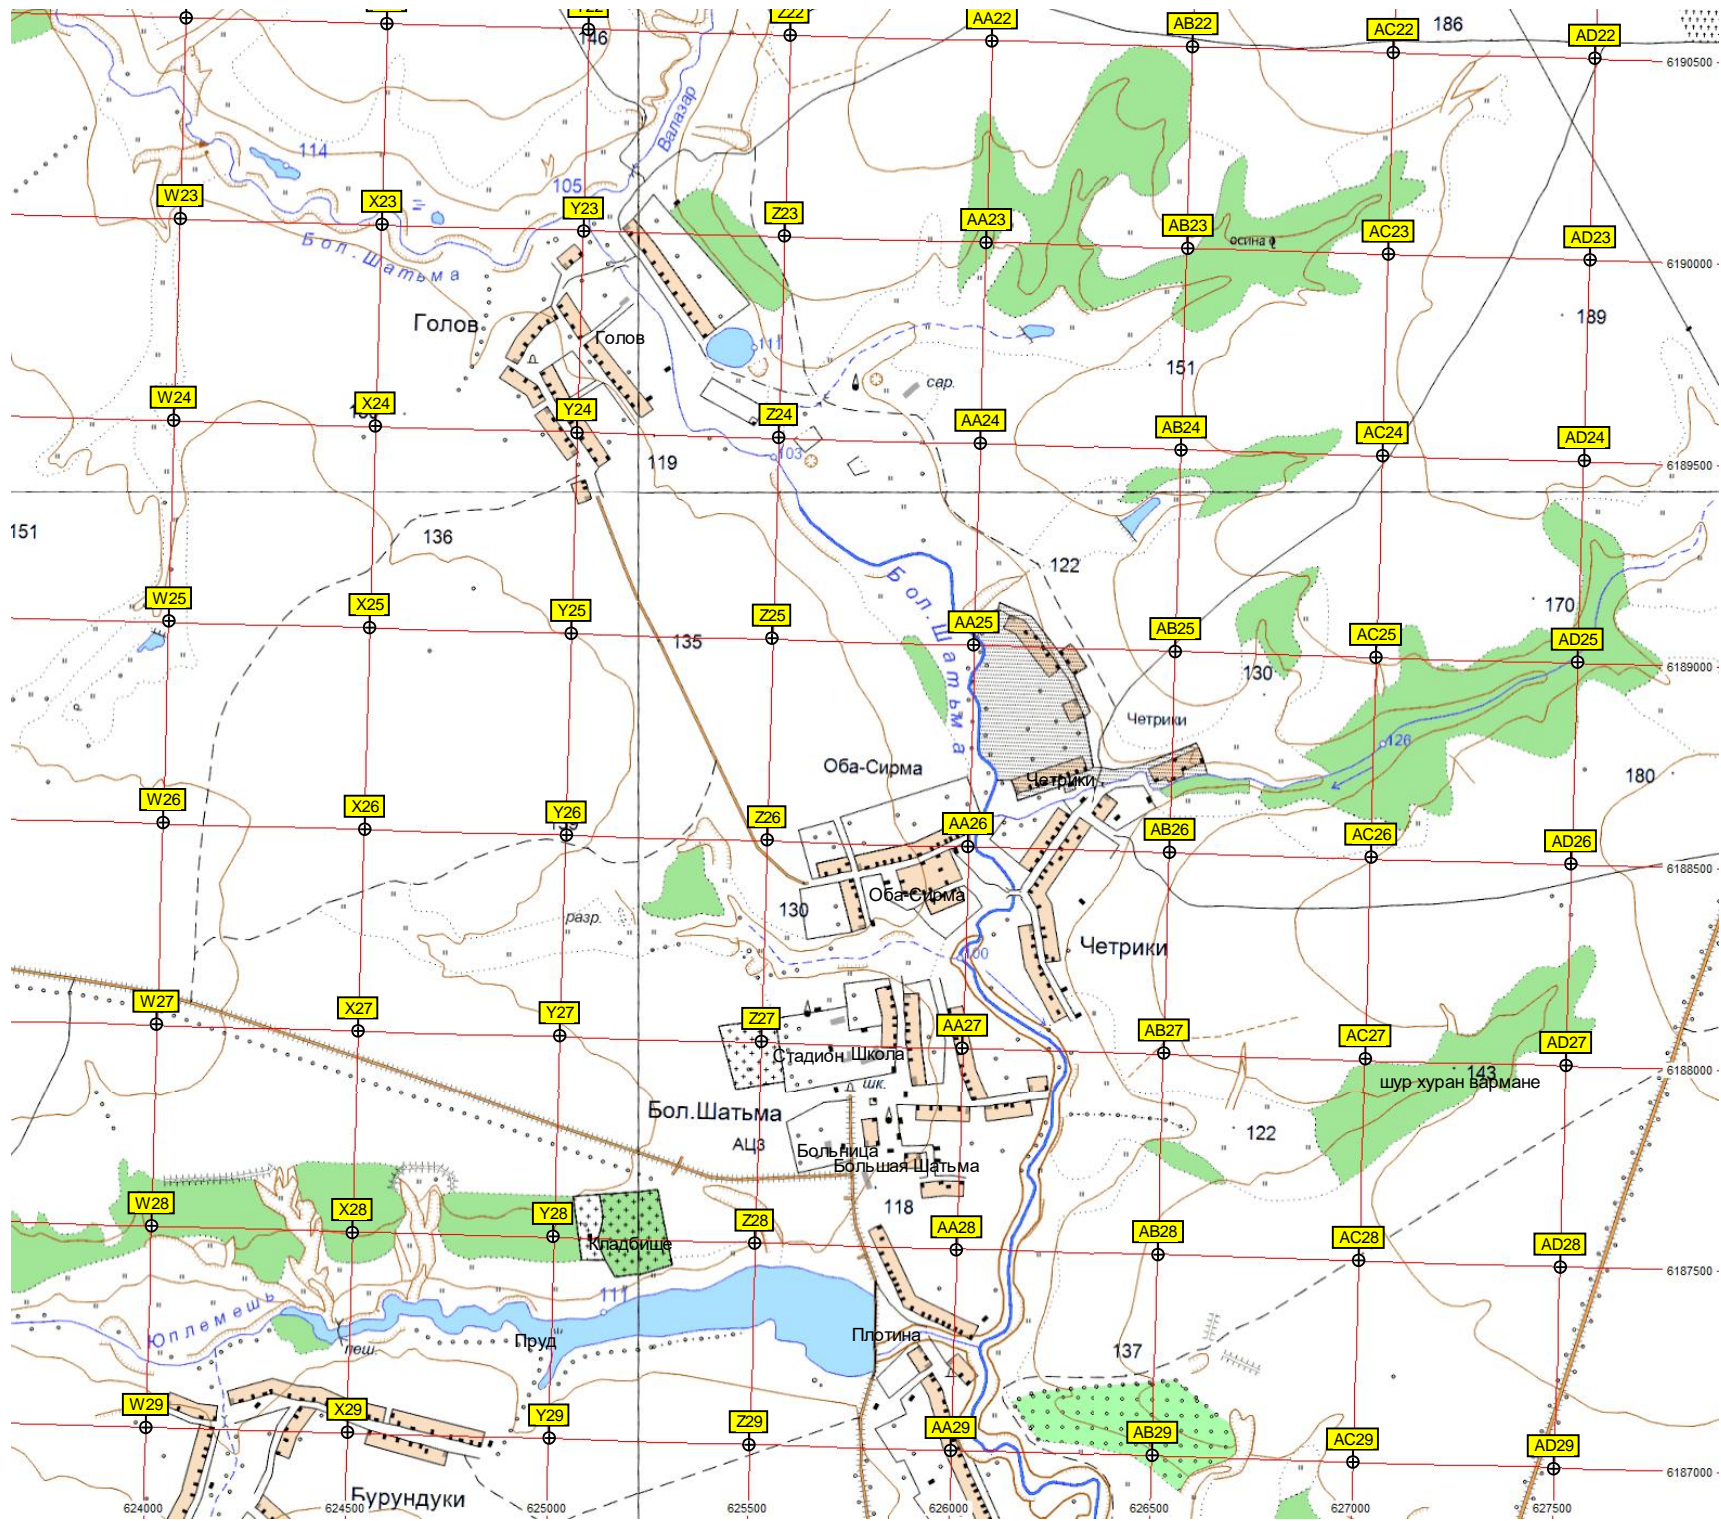 Z22
AA22
AB22
AC22
186
AD22
146
6190500
Валазар
114
105
W23
X23
Y23
Z23
AA23
AB23
осина
AC23
AD23
6190000
Бол. Шатьма
Голов
Голов
111
189
151
сар.
W24
X24
Y24
Z24
AA24
AB24
AC24
AD24
119
103
6189500
151
136
122
Бол. Шатьма
170
W25
X25
Y25
Z25
AA25
AB25
AC25
AD25
135
130
6189000
Четрики
126
Оба-Сирма
Четрики
180
W26
X26
Y26
Z26
AA26
AB26
AC26
AD26
6188500
Оба-Сирма
130
разр.
Четрики
100
W27
X27
Y27
Z27
AA27
AB27
AC27
AD27
Стадион
Школа
6188000
143
шур хуран вармане
шк.
Бол.Шатьма
АЦЗ
122
Больница
Большая Шатьма
118
W28
X28
Y28
Z28
AA28
AB28
AC28
AD28
Кладбище
6187500
Юплемешь
111
Пруд
Плотина
пеш.
137
W29
X29
Y29
Z29
AA29
AB29
AC29
AD29
6187000
Бурундуки
624000
624500
625000
625500
626000
626500
627000
627500